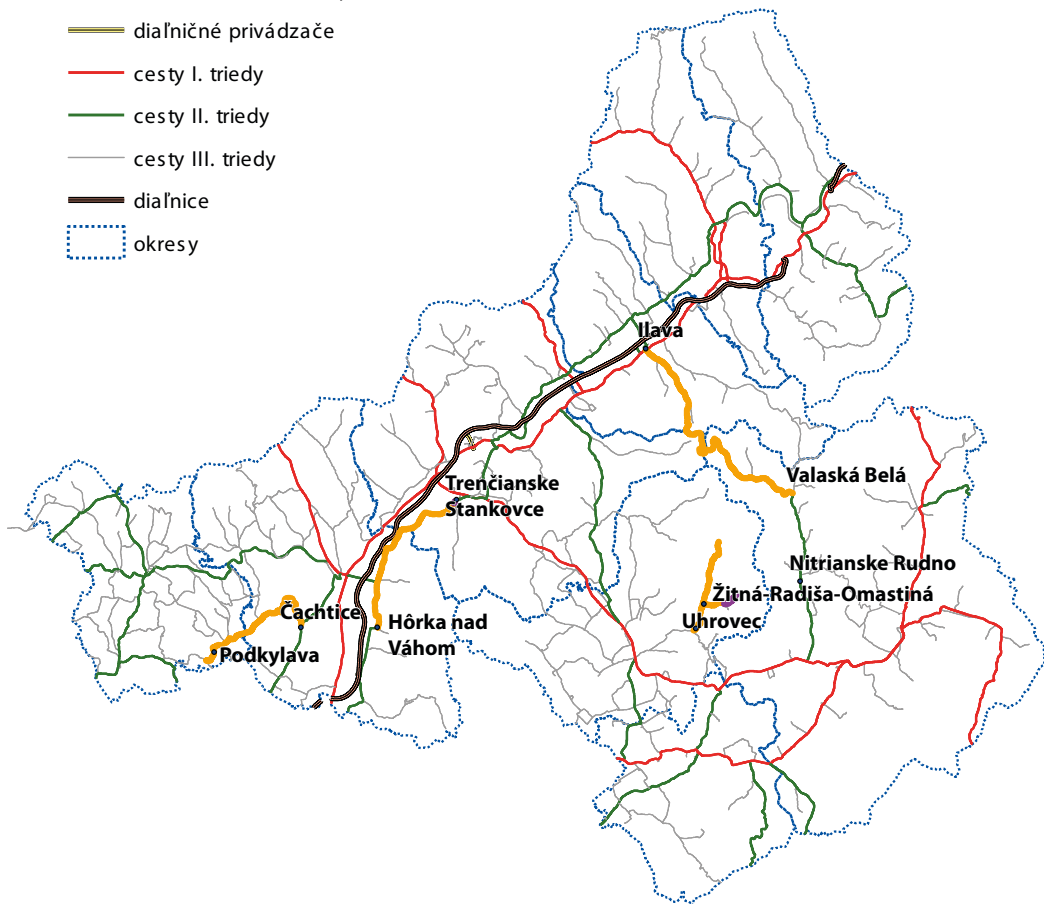 diaľničné privádzače
cesty I. triedy
cesty II. triedy
cesty III. triedy
diaľnice
okresy
Ilava
Valaská Belá
Trenčianske
Stankovce
Nitrianske Rudno
Žitná-Radiša-Omastiná
Uhrovec
Čachtice
Hôrka nad
Váhom
Podkylava